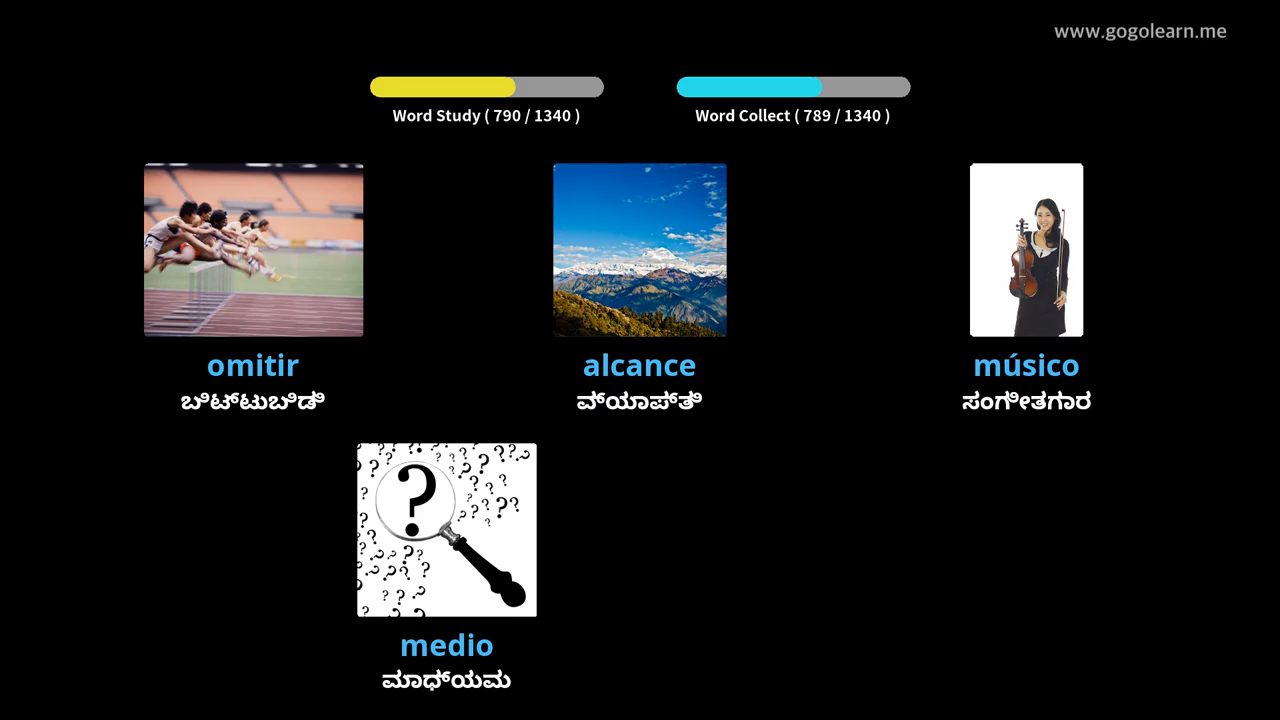 www.gogolearn.me
Word Study ( 790 / 1340 )
Word Collect ( 789 / 1340 )
omitir
ಬಿಟ್ಟುಬಿಡಿ
alcance
ವ್ಯಾಪ್ತಿ
músico
ಸಂಗೀತಗಾರ
medio
ಮಾಧ್ಯಮ